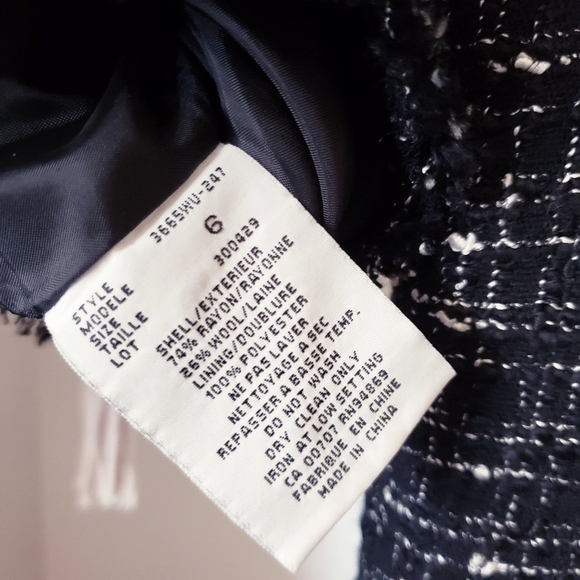 STYLE
MODELE 3665WU-247
SIZE
TAILLE 6
LOT 300429
SHELL/EXTERIEUR
74% RAYON/RAYONNE
26% WOOL/LAINE
LINING/DOUBLURE
100% POLYESTER
NE PAS LAVER
NETTOYAGE A SEC
REPASSER A BASSE TEMP.
DO NOT WASH
DRY CLEAN ONLY
IRON AT LOW SETTING
CA 00707 RN94869
FABRIQUE EN CHINE
MADE IN CHINA